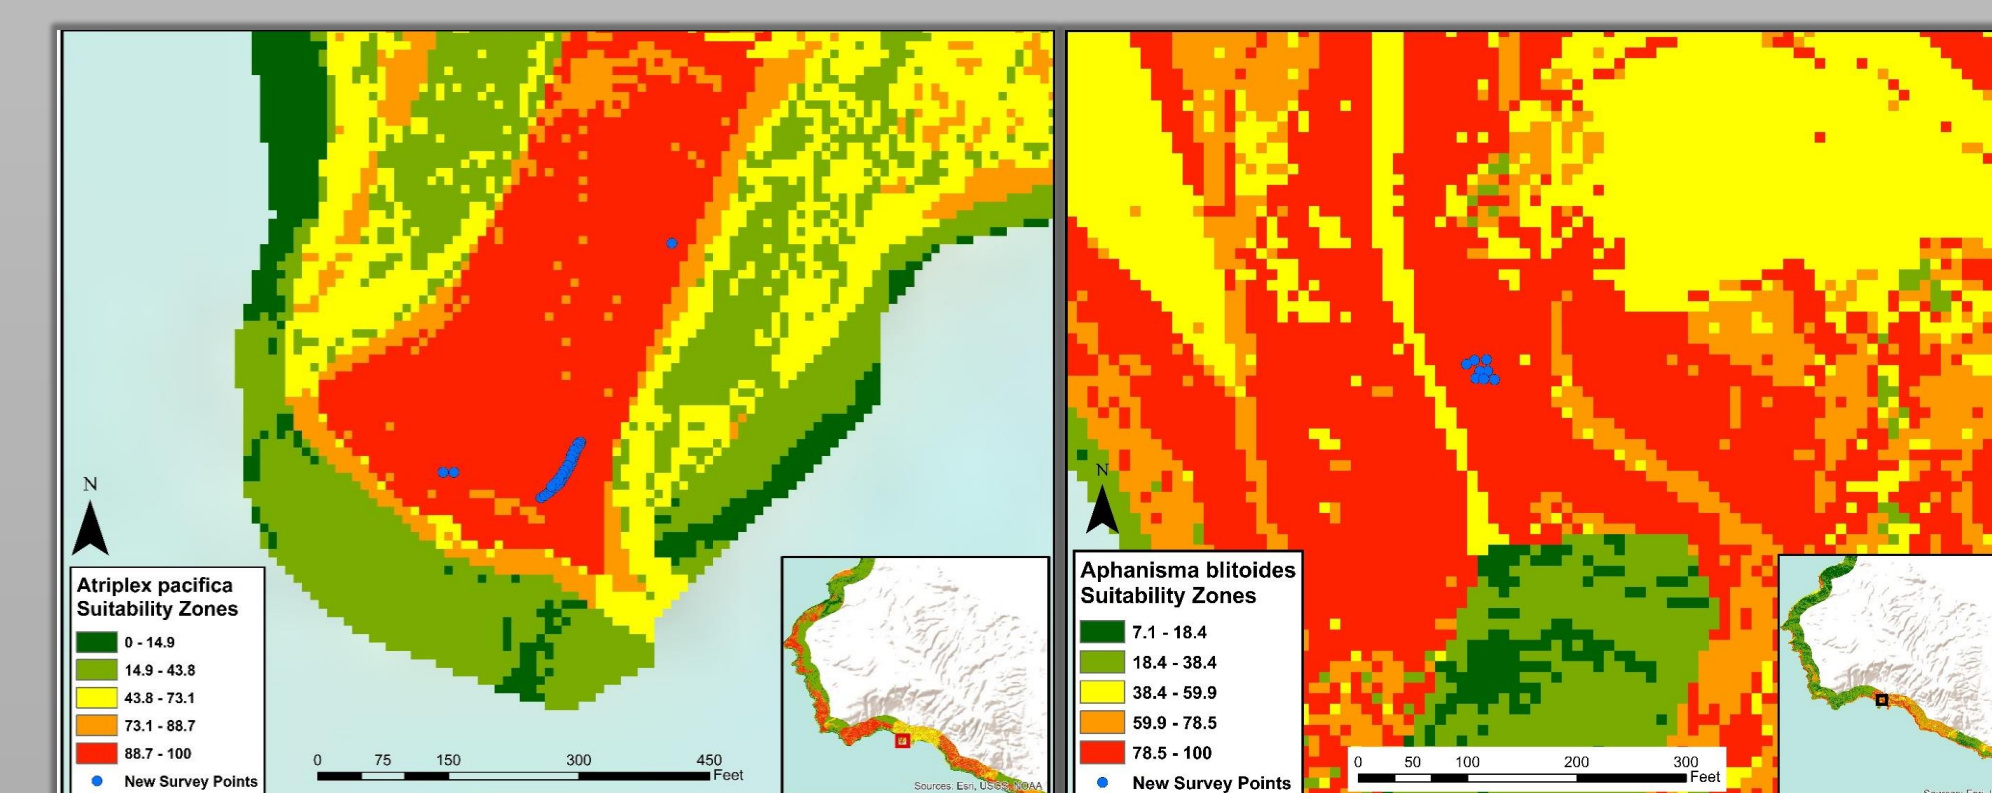 N
Atriplex pacifica
Suitability Zones
0 - 14.9
14.9 - 43.8
43.8 - 73.1
73.1 - 88.7
88.7 - 100
New Survey Points
0 75 150 300 450
Feet
Sources: Esri, USGS, NOAA
N
Aphanisma blitoides
Suitability Zones
7.1 - 18.4
18.4 - 38.4
38.4 - 59.9
59.9 - 78.5
78.5 - 100
New Survey Points
0 50 100 200 300
Feet